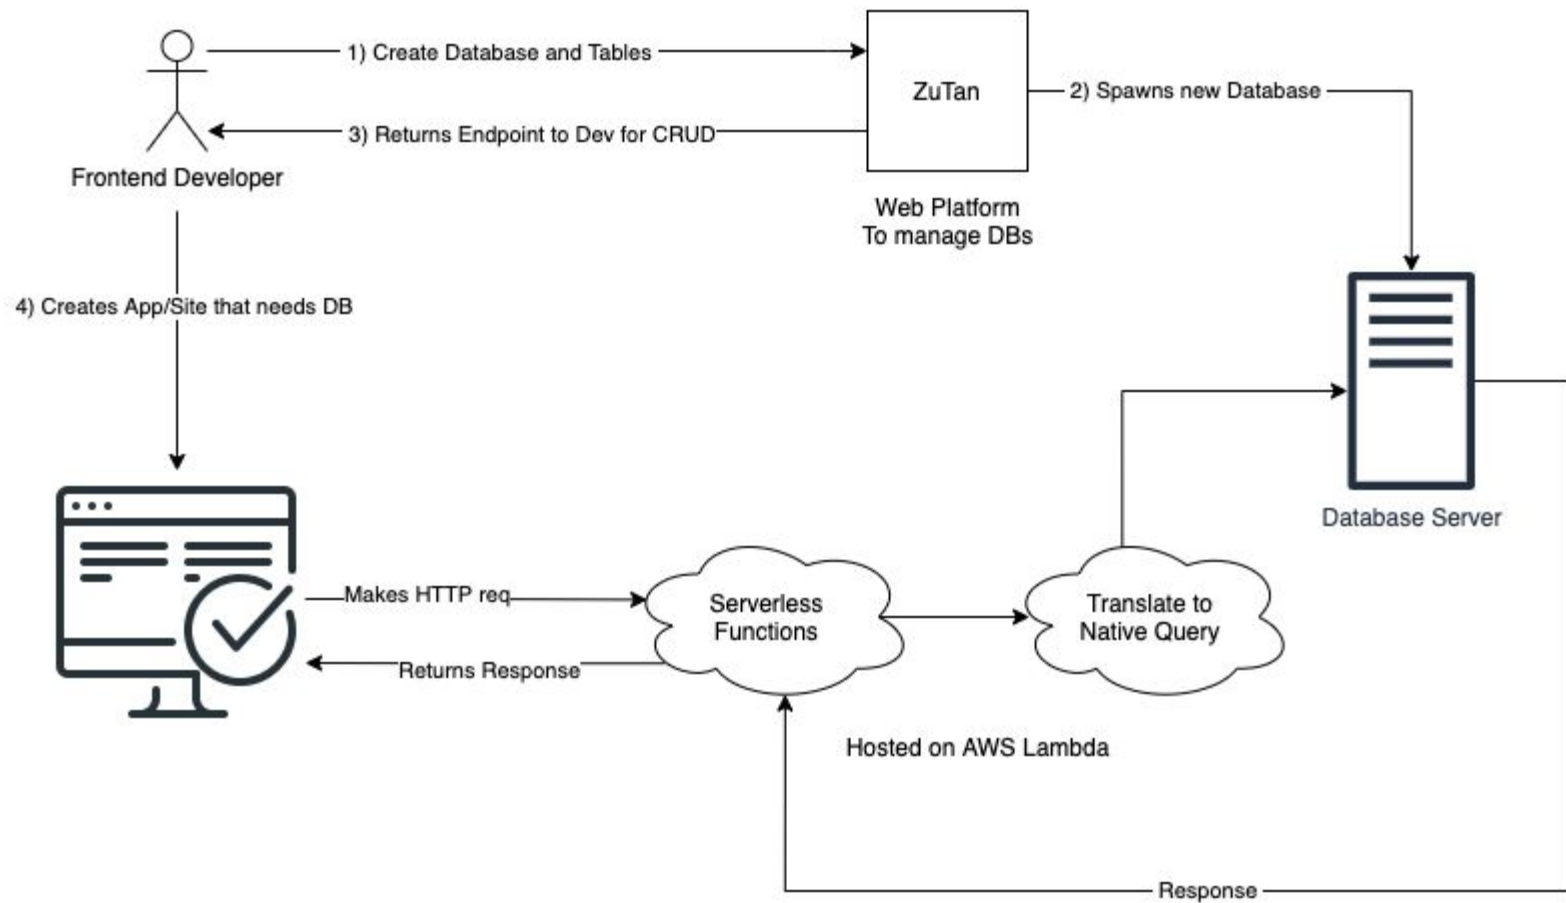 1) Create Database and Tables
ZuTan
2) Spawns new Database
3) Returns Endpoint to Dev for CRUD
Frontend Developer
Web Platform
To manage DBs
4) Creates App/Site that needs DB
Database Server
Makes HTTP req
Serverless
Functions
Translate to
Native Query
Returns Response
Hosted on AWS Lambda
Response